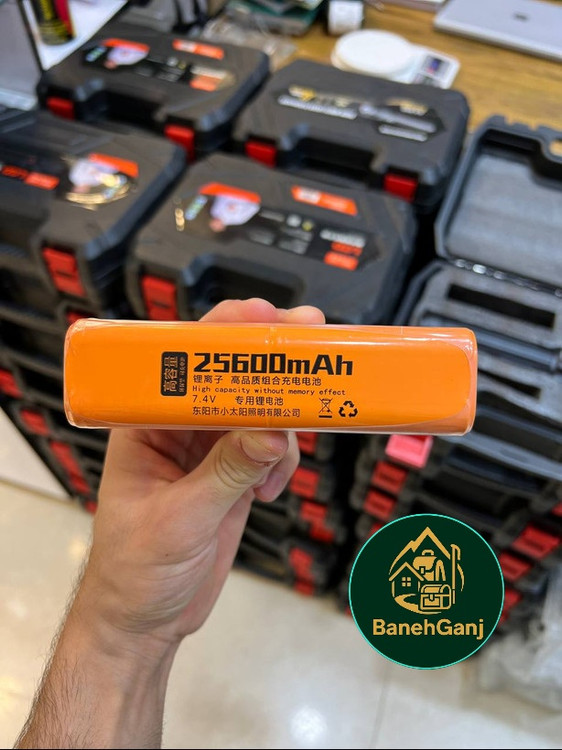 高容量
25600mAh
锂离子 高品质组合充电电池
High capacity without memory effect
7.4V 专用锂电池
东阳市小太阳照明有限公司
BanehGanj